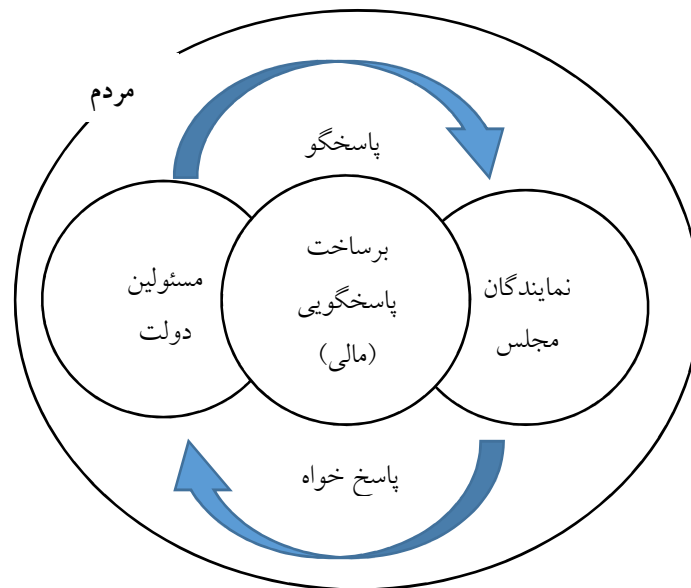 مردم
پاسخگو
برساخت
پاسخگویی
(مالی)
نمایندگان
مجلس
مسئولین
دولت
پاسخ خواه